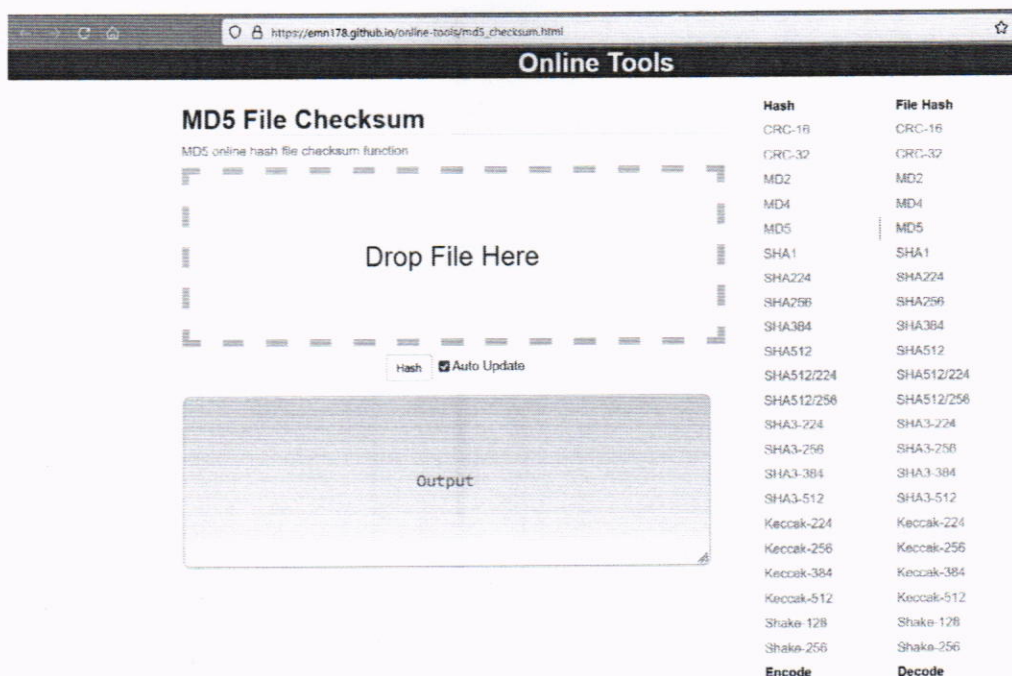 https://emn178.github.io/online-tools/md5_checksum.html
Online Tools
MD5 File Checksum
MD5 online hash file checksum function
Drop File Here
Hash
Auto Update
Output
Hash
CRC-16
CRC-32
MD2
MD4
MD5
SHA1
SHA224
SHA256
SHA384
SHA512
SHA512/224
SHA512/256
SHA3-224
SHA3-256
SHA3-384
SHA3-512
Keccak-224
Keccak-256
Keccak-384
Keccak-512
Shake-128
Shake-256
Encode
File Hash
CRC-16
CRC-32
MD2
MD4
MD5
SHA1
SHA224
SHA256
SHA384
SHA512
SHA512/224
SHA512/256
SHA3-224
SHA3-256
SHA3-384
SHA3-512
Keccak-224
Keccak-256
Keccak-384
Keccak-512
Shake-128
Shake-256
Decode